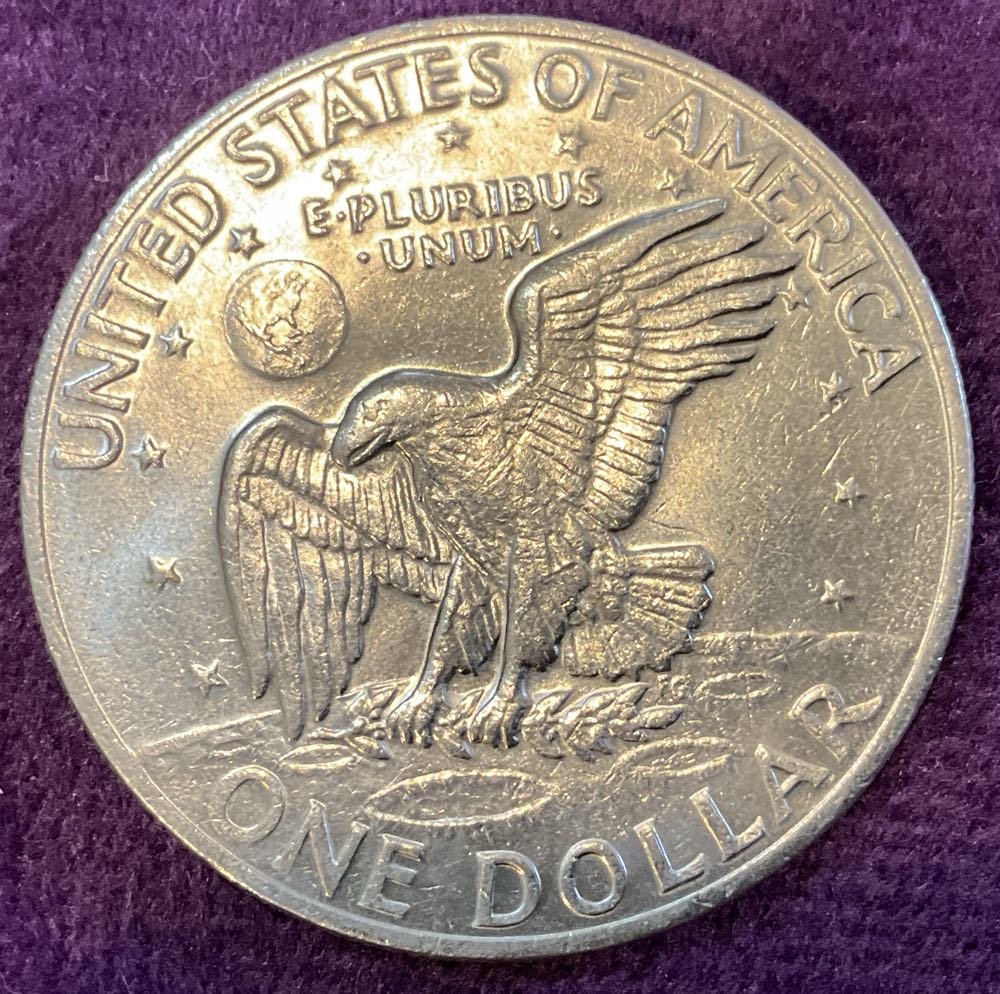 UNITED STATES OF AMERICA
E·PLURIBUS
·UNUM·
ONE DOLLAR